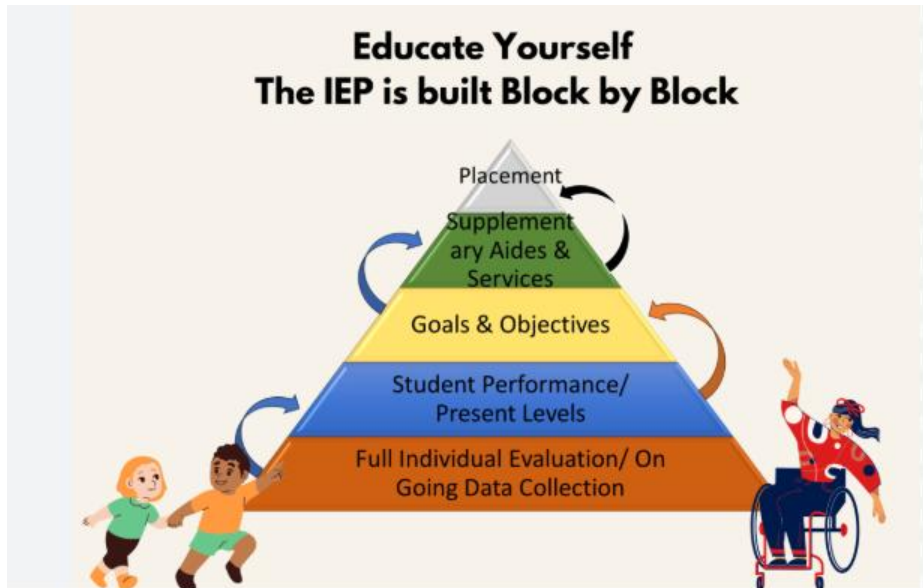 Educate Yourself
The IEP is built Block by Block
Placement
Supplement
ary Aides &
Services
Goals & Objectives
Student Performance/
Present Levels
Full Individual Evaluation/ On
Going Data Collection